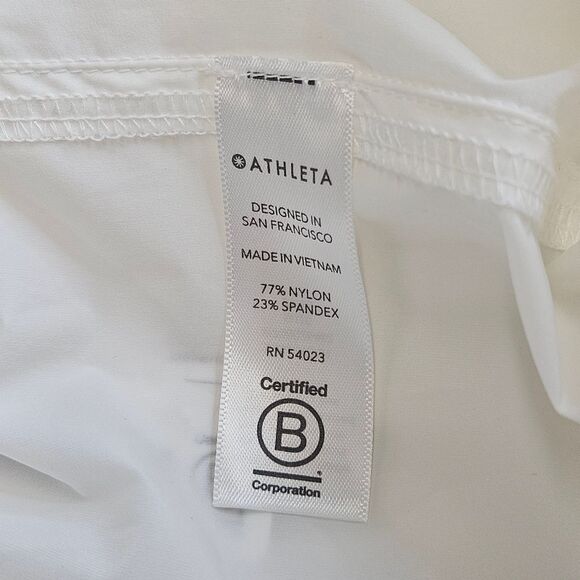 ATHLETA
DESIGNED IN
SAN FRANCISCO
MADE IN VIETNAM
77% NYLON
23% SPANDEX
RN 54023
Certified
B
®
Corporation